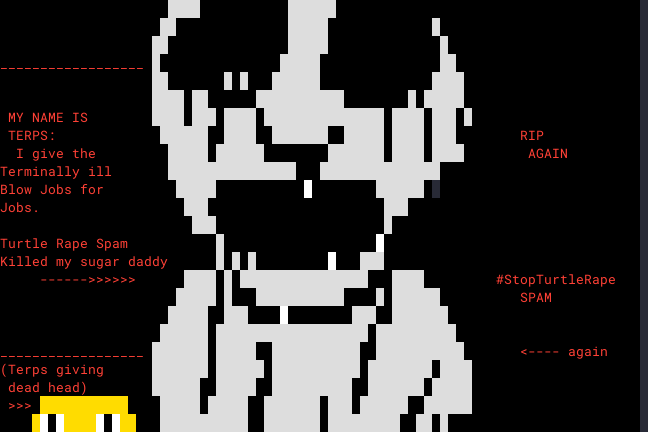 ------------------
MY NAME IS
TERPS:
I give the
Terminally ill
Blow Jobs for
Jobs.
Turtle Rape Spam
Killed my sugar daddy
------>>>>>>
------------------
(Terps giving
dead head)
>>>
RIP
AGAIN
#StopTurtleRape
SPAM
<---- again